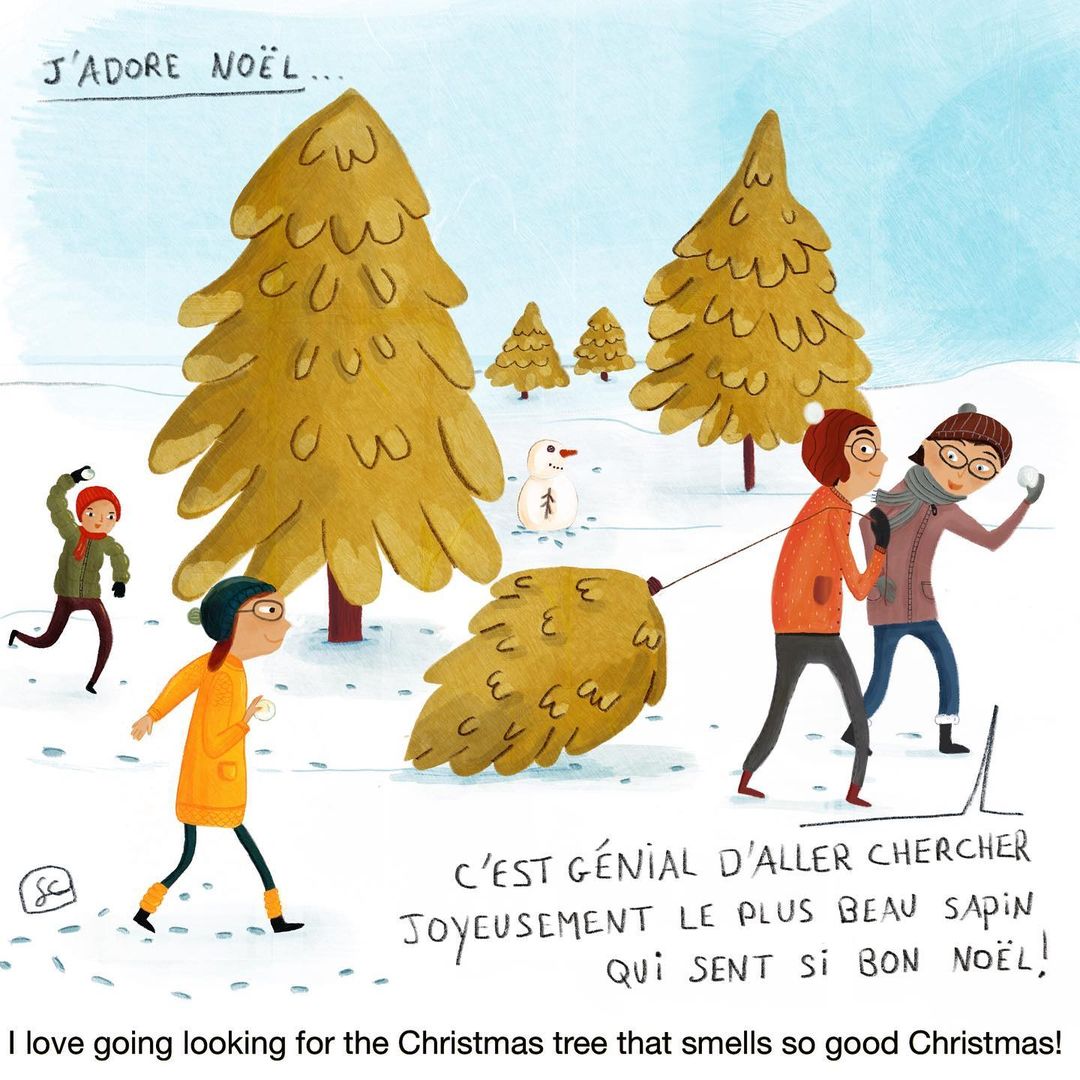 J'ADORE NOËL...
SC
C'EST GÉNIAL D'ALLER CHERCHER
JOYEUSEMENT LE PLUS BEAU SAPIN
QUI SENT SI BON NOËL!
I love going looking for the Christmas tree that smells so good Christmas!